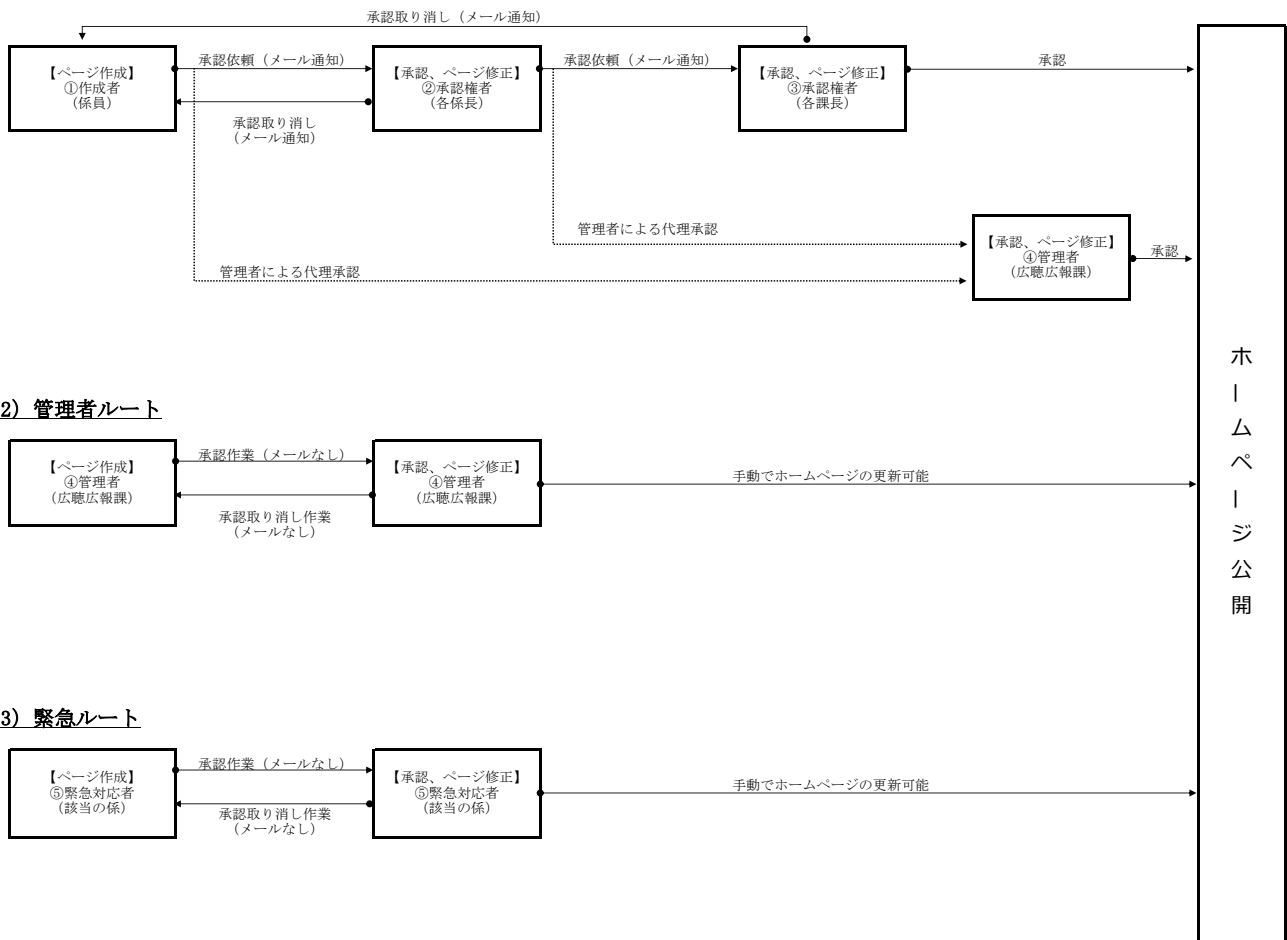 承認取り消し（メール通知）
【ページ作成】
①作成者
（係員）
承認依頼（メール通知）
承認取り消し
（メール通知）
【承認、ページ修正】
②承認権者
（各係長）
承認依頼（メール通知）
【承認、ページ修正】
③承認権者
（各課長）
承認
管理者による代理承認
管理者による代理承認
【承認、ページ修正】
④管理者
（広聴広報課）
承認
ホームページ公開
2）管理者ルート
【ページ作成】
④管理者
（広聴広報課）
承認作業（メールなし）
承認取り消し作業
（メールなし）
【承認、ページ修正】
④管理者
（広聴広報課）
手動でホームページの更新可能
3）緊急ルート
【ページ作成】
⑤緊急対応者
（該当の係）
承認作業（メールなし）
承認取り消し作業
（メールなし）
【承認、ページ修正】
⑤緊急対応者
（該当の係）
手動でホームページの更新可能